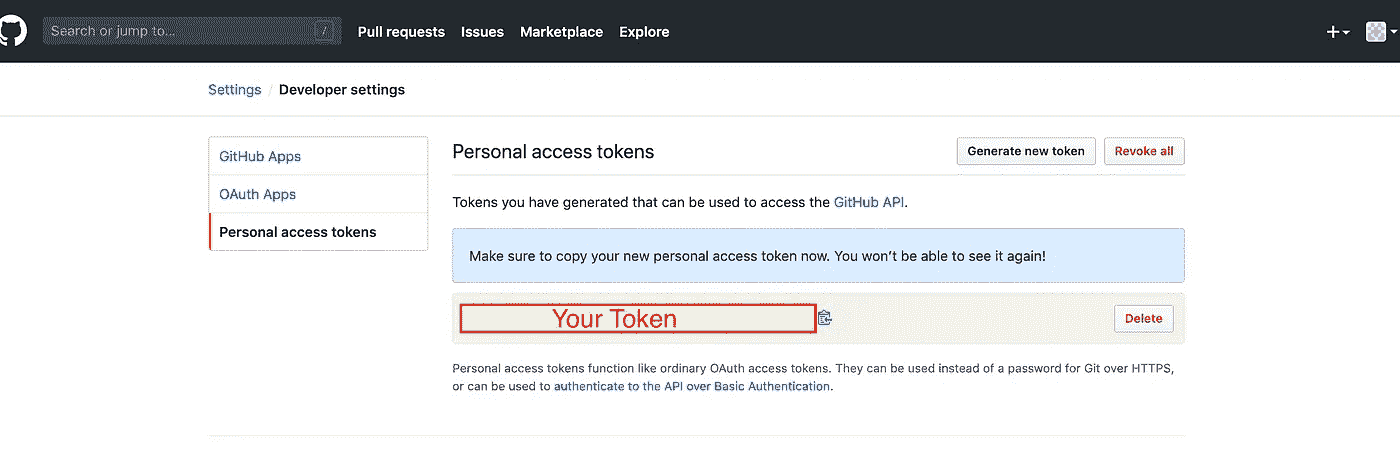 Search or jump to...
/
Pull requests
Issues
Marketplace
Explore
Settings / Developer settings
GitHub Apps
OAuth Apps
Personal access tokens
Personal access tokens
Generate new token
Revoke all
Tokens you have generated that can be used to access the GitHub API.
Make sure to copy your new personal access token now. You won't be able to see it again!
Your Token
Delete
Personal access tokens function like ordinary OAuth access tokens. They can be used instead of a password for Git over HTTPS,
or can be used to authenticate to the API over Basic Authentication.